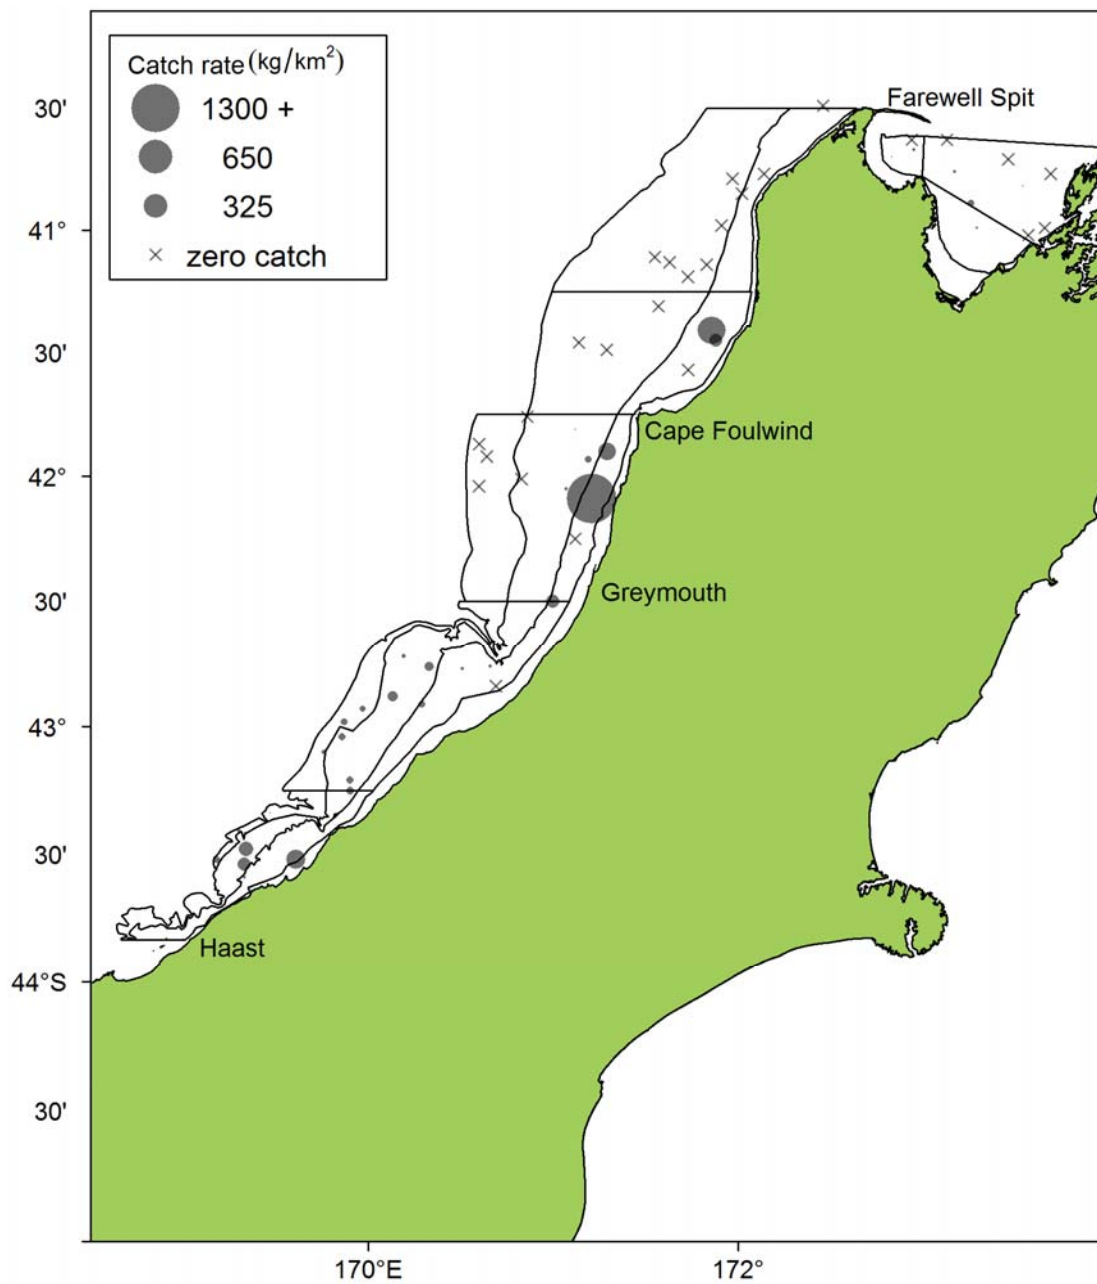 Catch rate (kg/km²)
1300 +
650
325
× zero catch
Farewell Spit
30'
41°
30'
Cape Foulwind
42°
Greymouth
30'
43°
30'
Haast
44°S
30'
170°E
172°